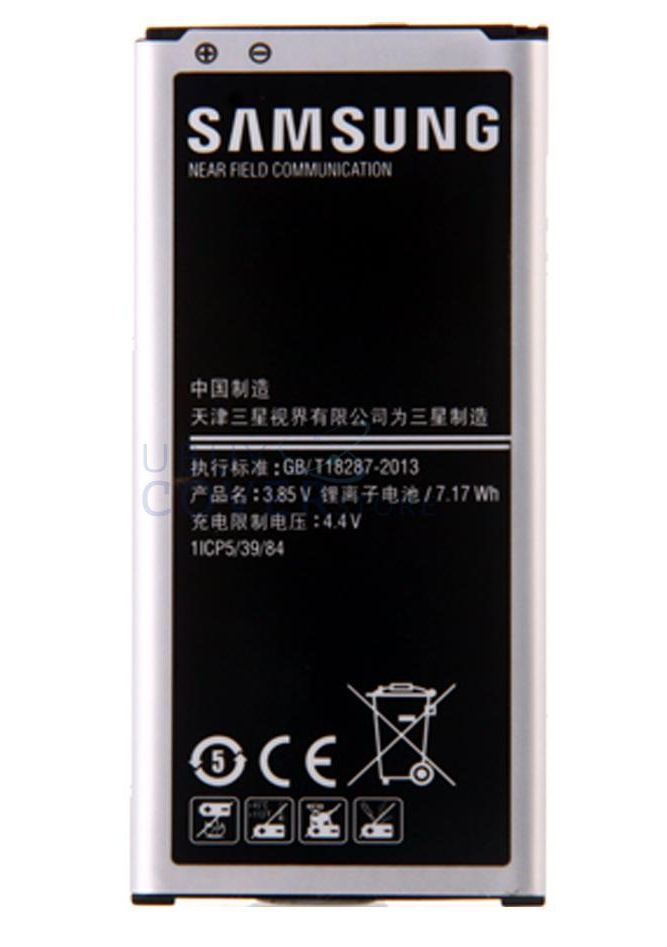 SAMSUNG
NEAR FIELD COMMUNICATION
中国制造
天津三星视界有限公司为三星制造
执行标准:GB/T18287-2013
产品名:3.85 V 锂离子电池/7.17 Wh
充电限制电压:4.4 V
1ICP5/39/84
5 CE